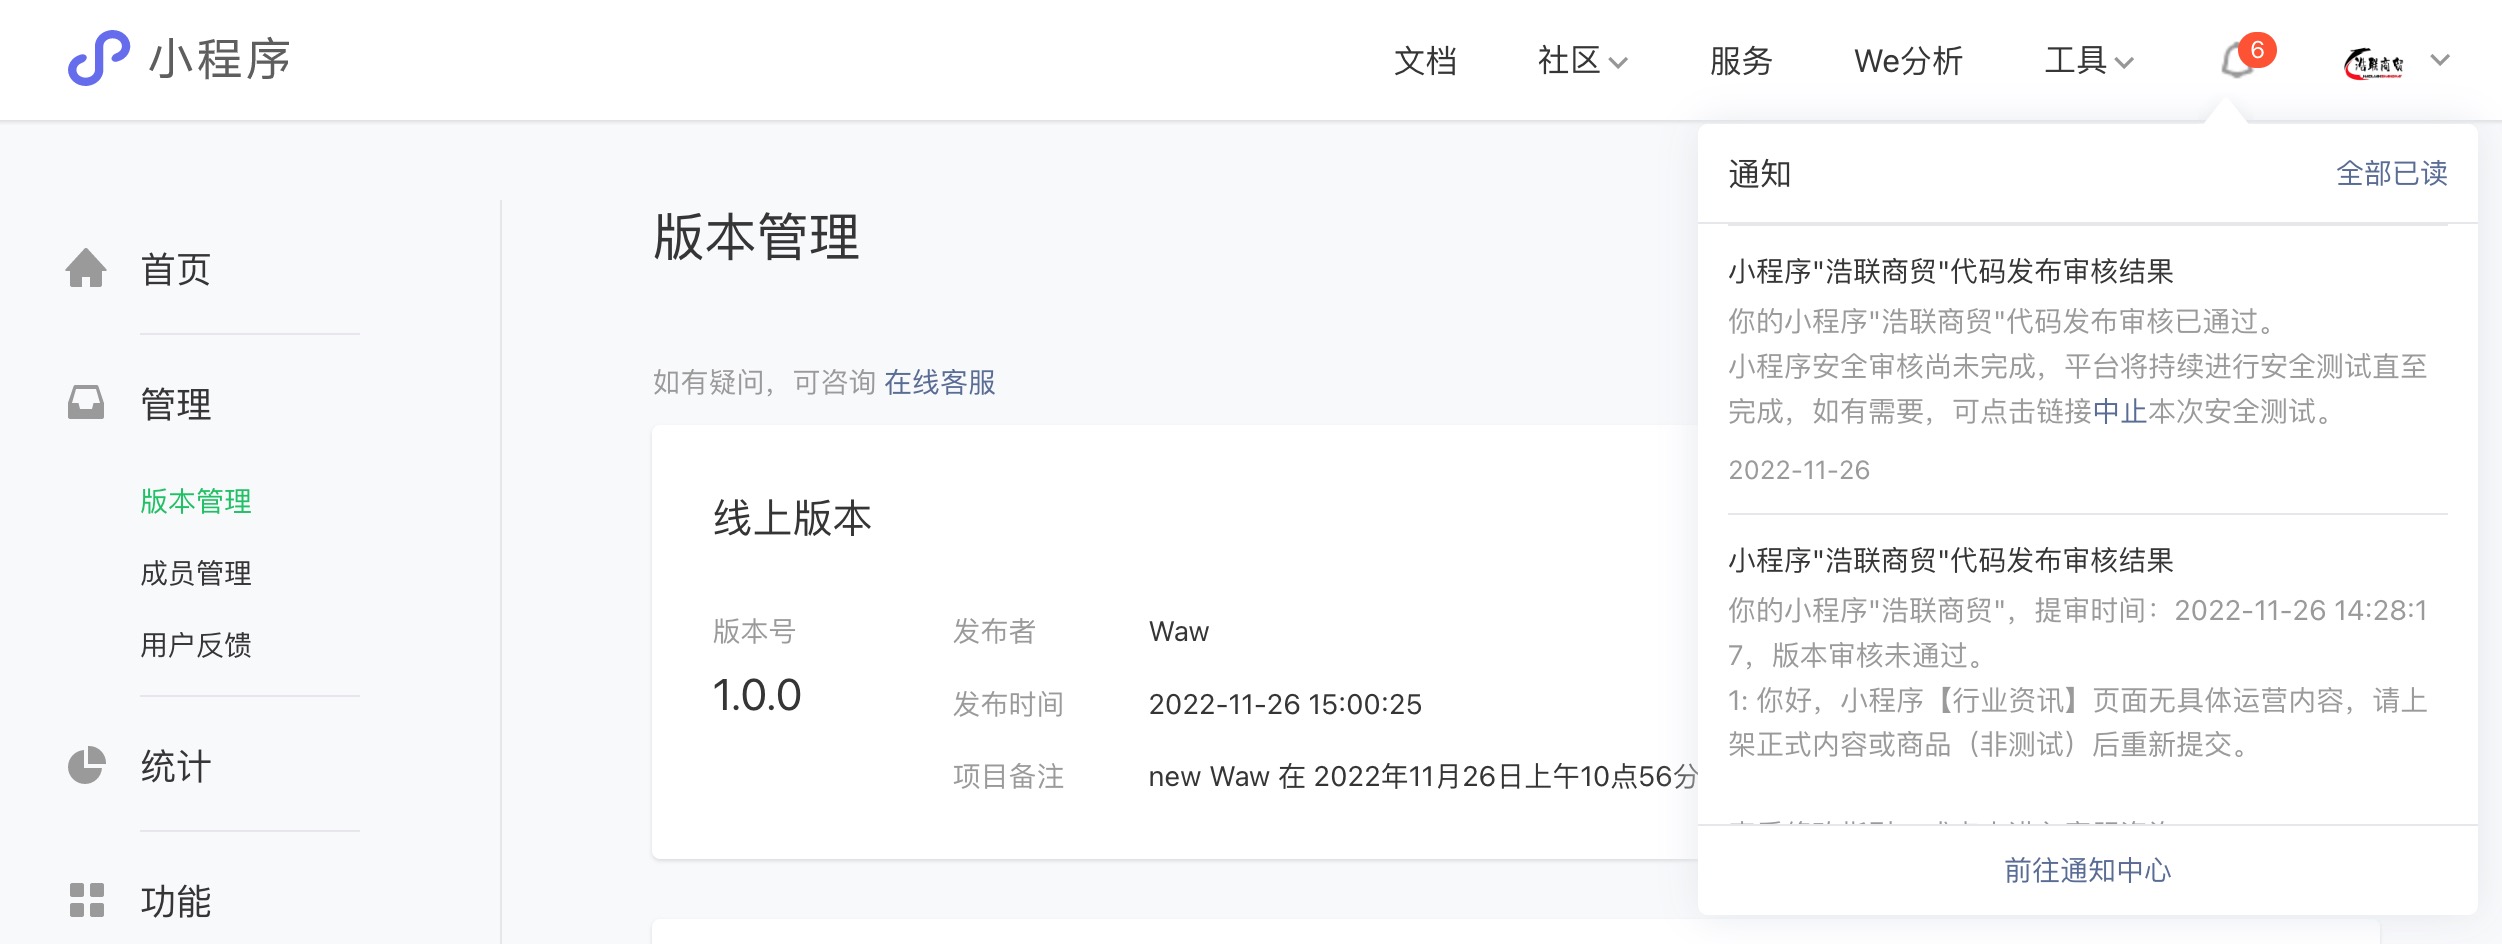 小程序
文档
社区
服务
We分析
工具
6
浩联商贸
首页
管理
版本管理
成员管理
用户反馈
统计
功能
版本管理
如有疑问，可咨询 在线客服
线上版本
版本号
1.0.0
发布者
Waw
发布时间
2022-11-26 15:00:25
项目备注
new Waw 在 2022年11月26日上午10点56分
通知
全部已读
小程序"浩联商贸"代码发布审核结果
你的小程序"浩联商贸"代码发布审核已通过。
小程序安全审核尚未完成，平台将持续进行安全测试直至
完成，如有需要，可点击链接中止本次安全测试。
2022-11-26
小程序"浩联商贸"代码发布审核结果
你的小程序"浩联商贸"，提审时间：2022-11-26 14:28:1
7，版本审核未通过。
1: 你好，小程序【行业资讯】页面无具体运营内容，请上
架正式内容或商品（非测试）后重新提交。
前往通知中心